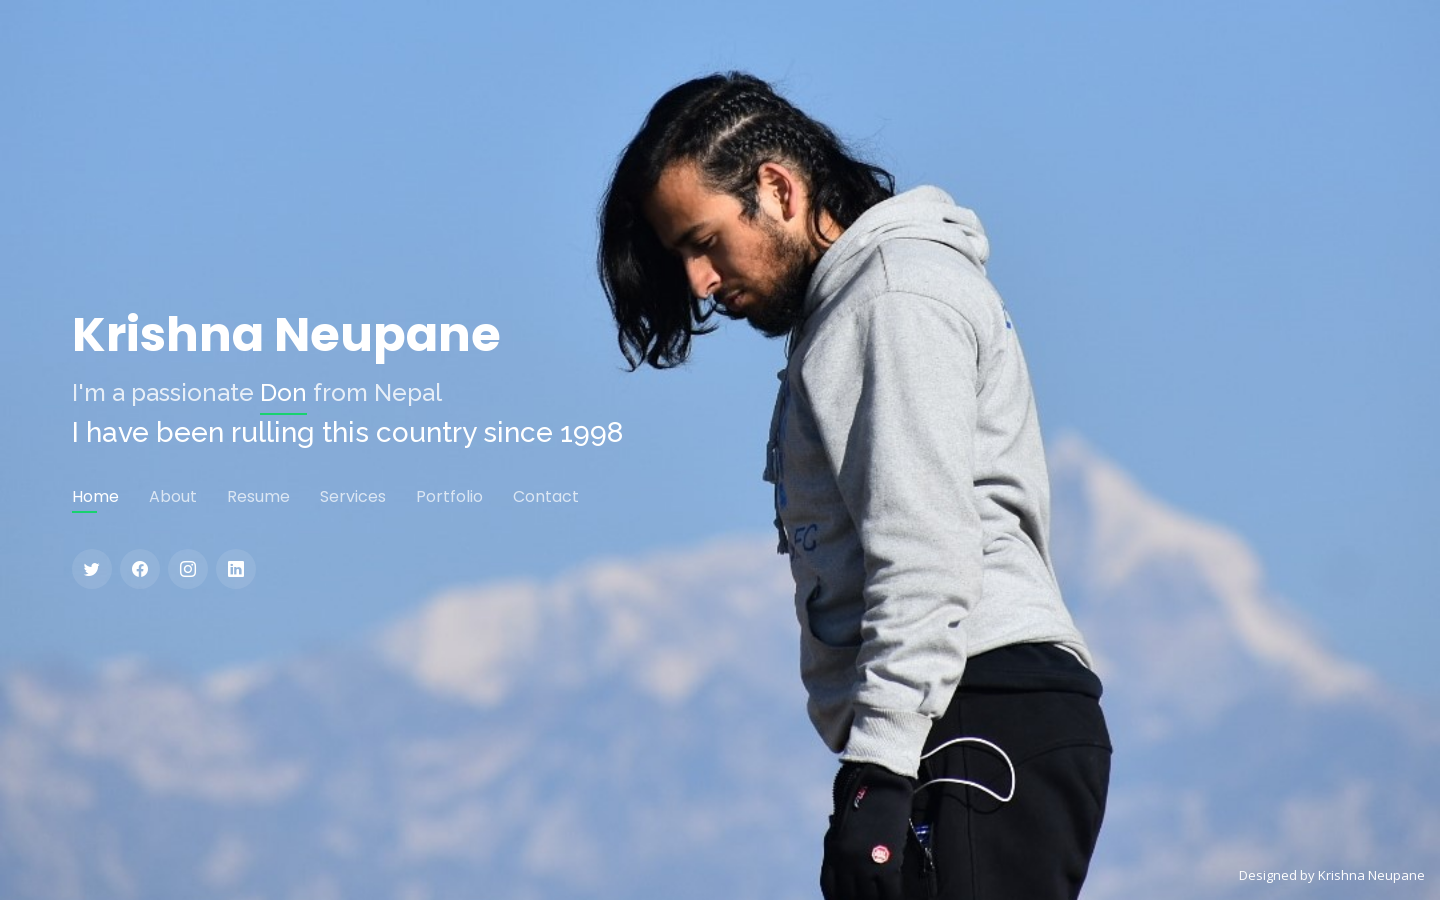 Krishna Neupane
I'm a passionate Don from Nepal
I have been rulling this country since 1998
Home About Resume Services Portfolio Contact
FC
Designed by Krishna Neupane